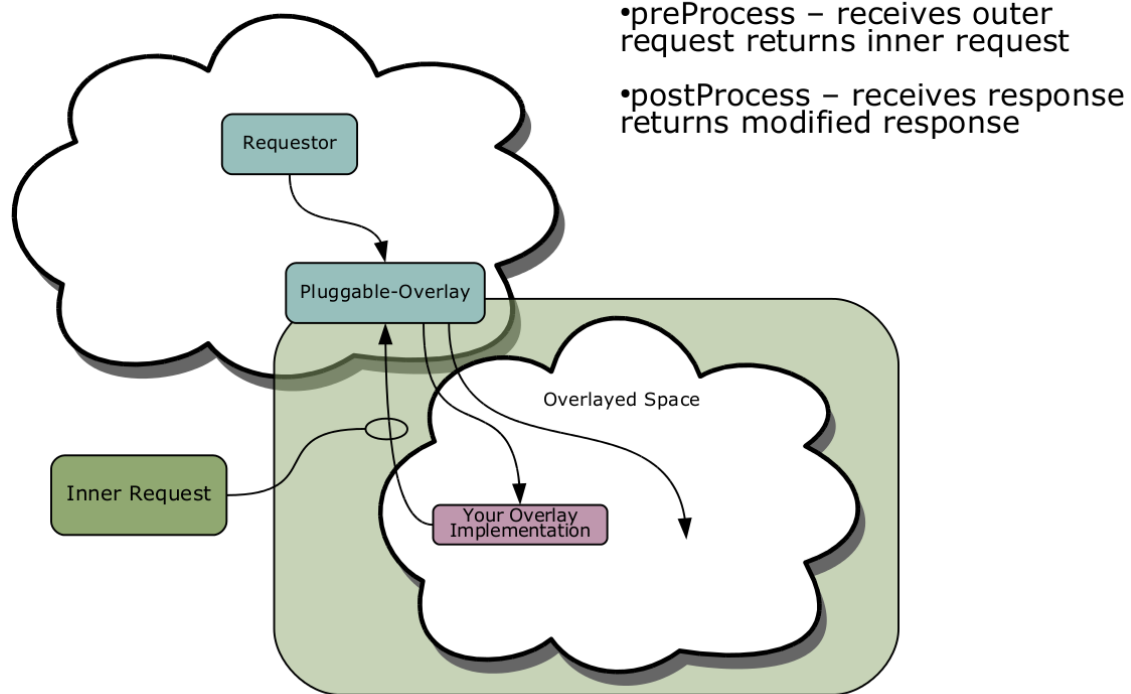 •preProcess – receives outer
request returns inner request
•postProcess – receives response
returns modified response
Requestor
Pluggable-Overlay
Overlayed Space
Inner Request
Your Overlay
Implementation